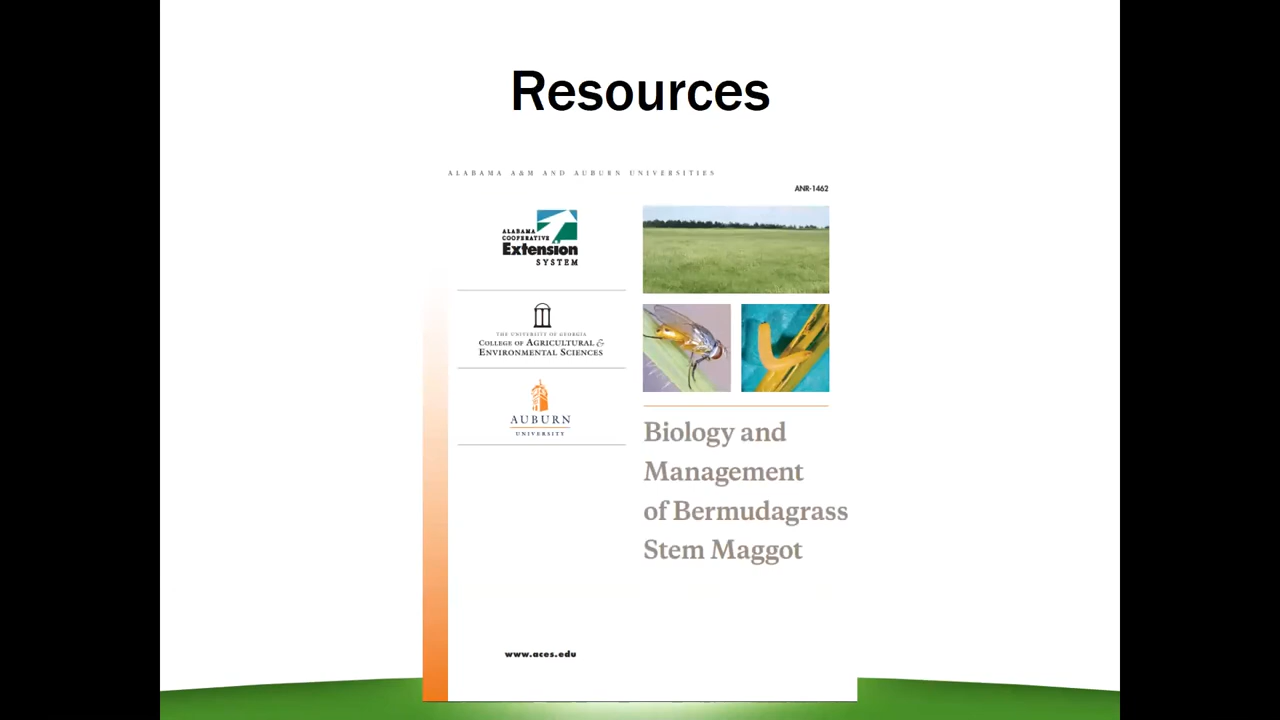 Resources
ALABAMA A&M AND AUBURN UNIVERSITIES
ANR-1462
ALABAMA
COOPERATIVE
Extension
SYSTEM
THE UNIVERSITY OF GEORGIA
COLLEGE OF AGRICULTURAL &
ENVIRONMENTAL SCIENCES
AUBURN
UNIVERSITY
Biology and
Management
of Bermudagrass
Stem Maggot
www.aces.edu